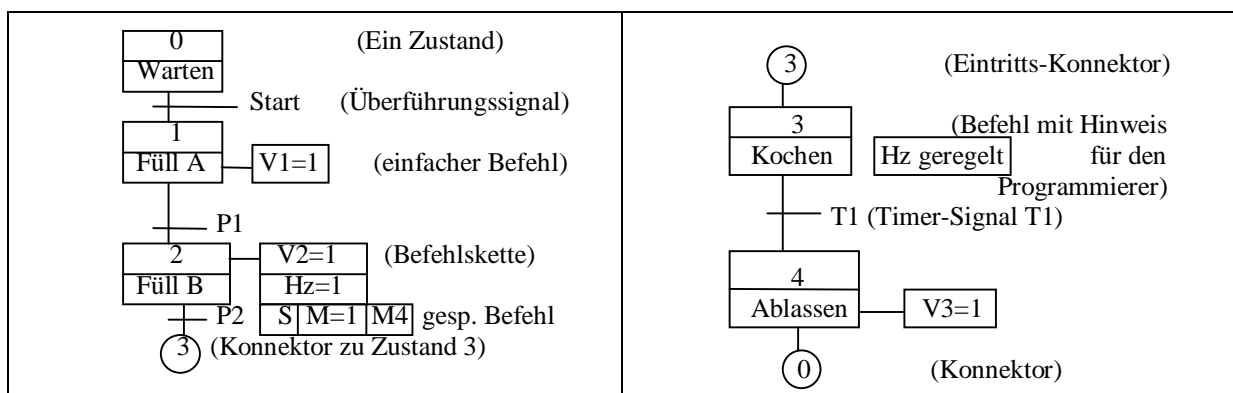 0 (Ein Zustand)
Warten
Start (Überführungssignal)
1
Füll A V1=1 (einfacher Befehl)
P1
2 V2=1 (Befehlskette)
Füll B Hz=1
P2 S M=1 M4 gesp. Befehl
3 (Konnektor zu Zustand 3)
3 (Eintritts-Konnektor)
3 (Befehl mit Hinweis
Kochen Hz geregelt für den
Programmierer)
T1 (Timer-Signal T1)
4
Ablassen V3=1
0 (Konnektor)